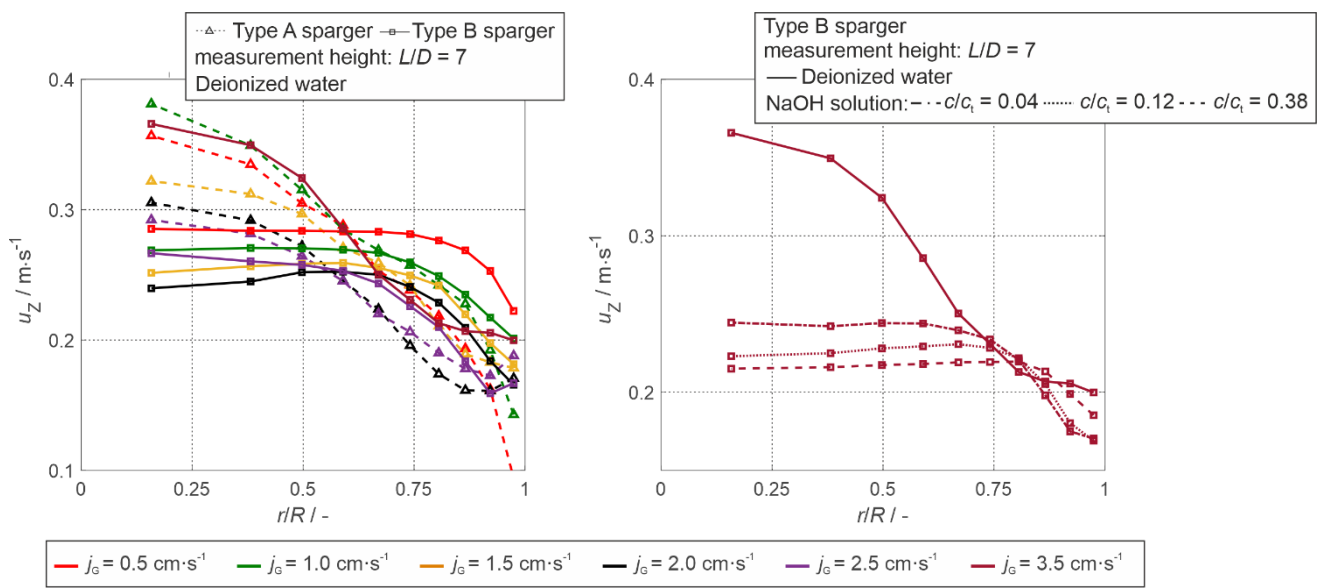 Type A sparger Type B sparger
measurement height: L/D = 7
Deionized water
0.4
0.3
0.2
0.1
u_Z / m·s⁻¹
0 0.25 0.5 0.75 1
r/R / -
Type B sparger
measurement height: L/D = 7
Deionized water
NaOH solution: c/c_t = 0.04 c/c_t = 0.12 c/c_t = 0.38
0.4
0.3
0.2
u_Z / m·s⁻¹
0 0.25 0.5 0.75 1
r/R / -
j_G = 0.5 cm·s⁻¹ j_G = 1.0 cm·s⁻¹ j_G = 1.5 cm·s⁻¹ j_G = 2.0 cm·s⁻¹ j_G = 2.5 cm·s⁻¹ j_G = 3.5 cm·s⁻¹